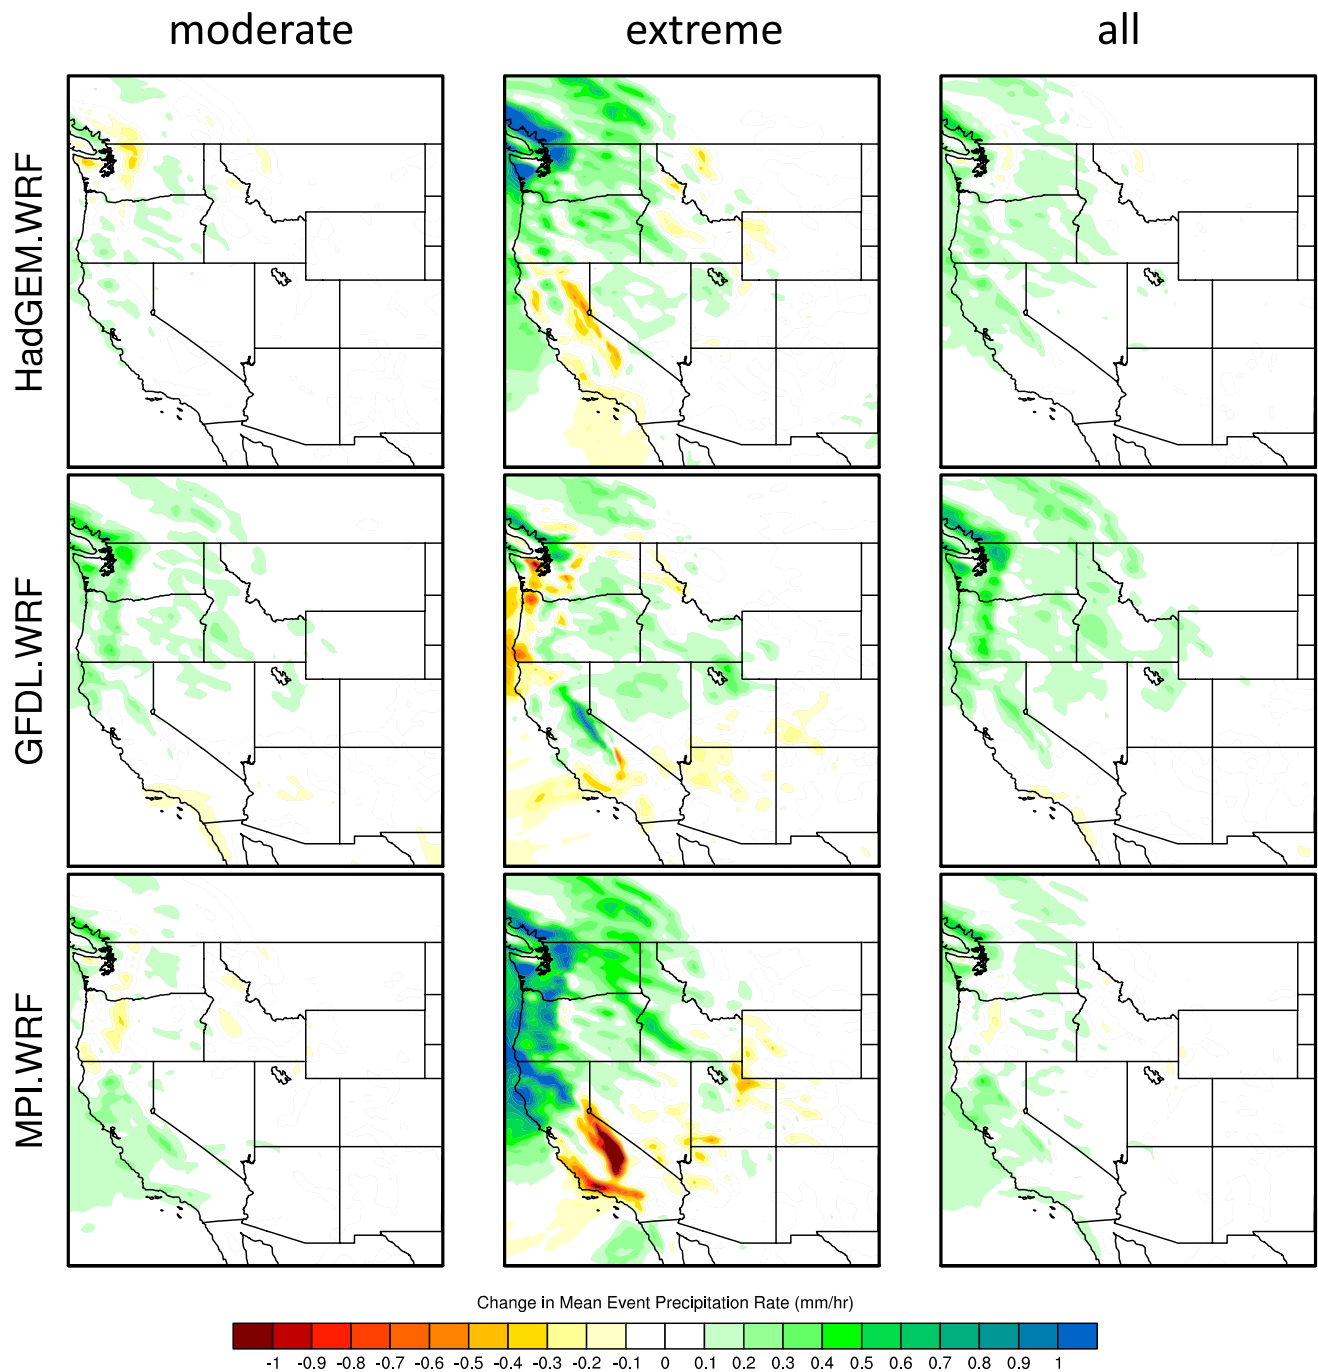 moderate extreme all
HadGEM.WRF
GFDL.WRF
MPI.WRF
Change in Mean Event Precipitation Rate (mm/hr)
-1 -0.9 -0.8 -0.7 -0.6 -0.5 -0.4 -0.3 -0.2 -0.1 0 0.1 0.2 0.3 0.4 0.5 0.6 0.7 0.8 0.9 1